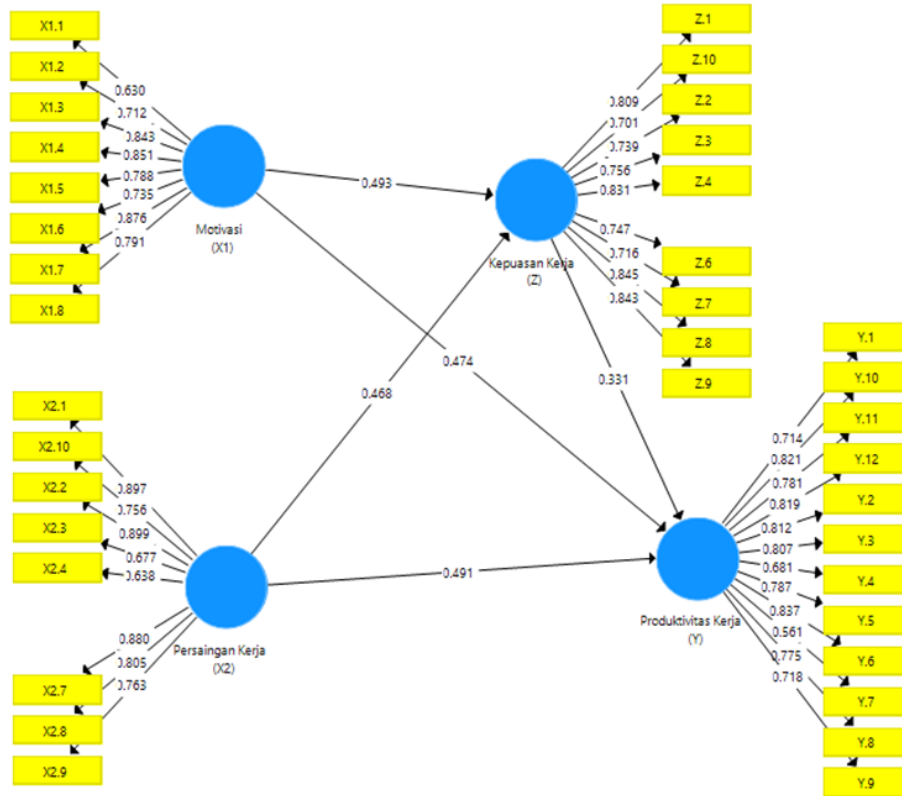 X1.1
X1.2
X1.3
X1.4
X1.5
X1.6
X1.7
X1.8
0.630
0.712
0.843
0.851
0.788
0.735
0.876
0.791
Motivasi
(X1)
0.493
0.474
0.468
0.491
0.331
Z.1
Z.10
Z.2
Z.3
Z.4
Z.6
Z.7
Z.8
Z.9
0.809
0.701
0.739
0.756
0.831
0.747
0.716
0.845
0.843
Kepuasan Kerja
(Z)
X2.1
X2.10
X2.2
X2.3
X2.4
X2.7
X2.8
X2.9
0.897
0.756
0.899
0.677
0.638
0.880
0.805
0.763
Persaingan Kerja
(X2)
Y.1
Y.10
Y.11
Y.12
Y.2
Y.3
Y.4
Y.5
Y.6
Y.7
Y.8
Y.9
0.714
0.821
0.781
0.819
0.812
0.807
0.681
0.787
0.837
0.561
0.775
0.718
Produktivitas Kerja
(Y)